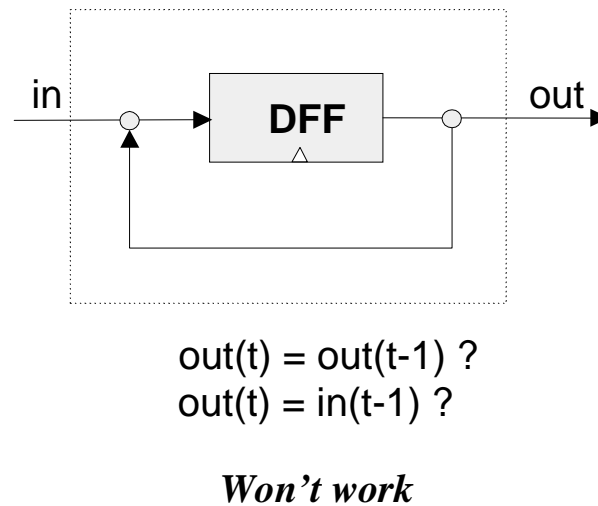 in
DFF
out
out(t) = out(t-1) ?
out(t) = in(t-1) ?
Won’t work